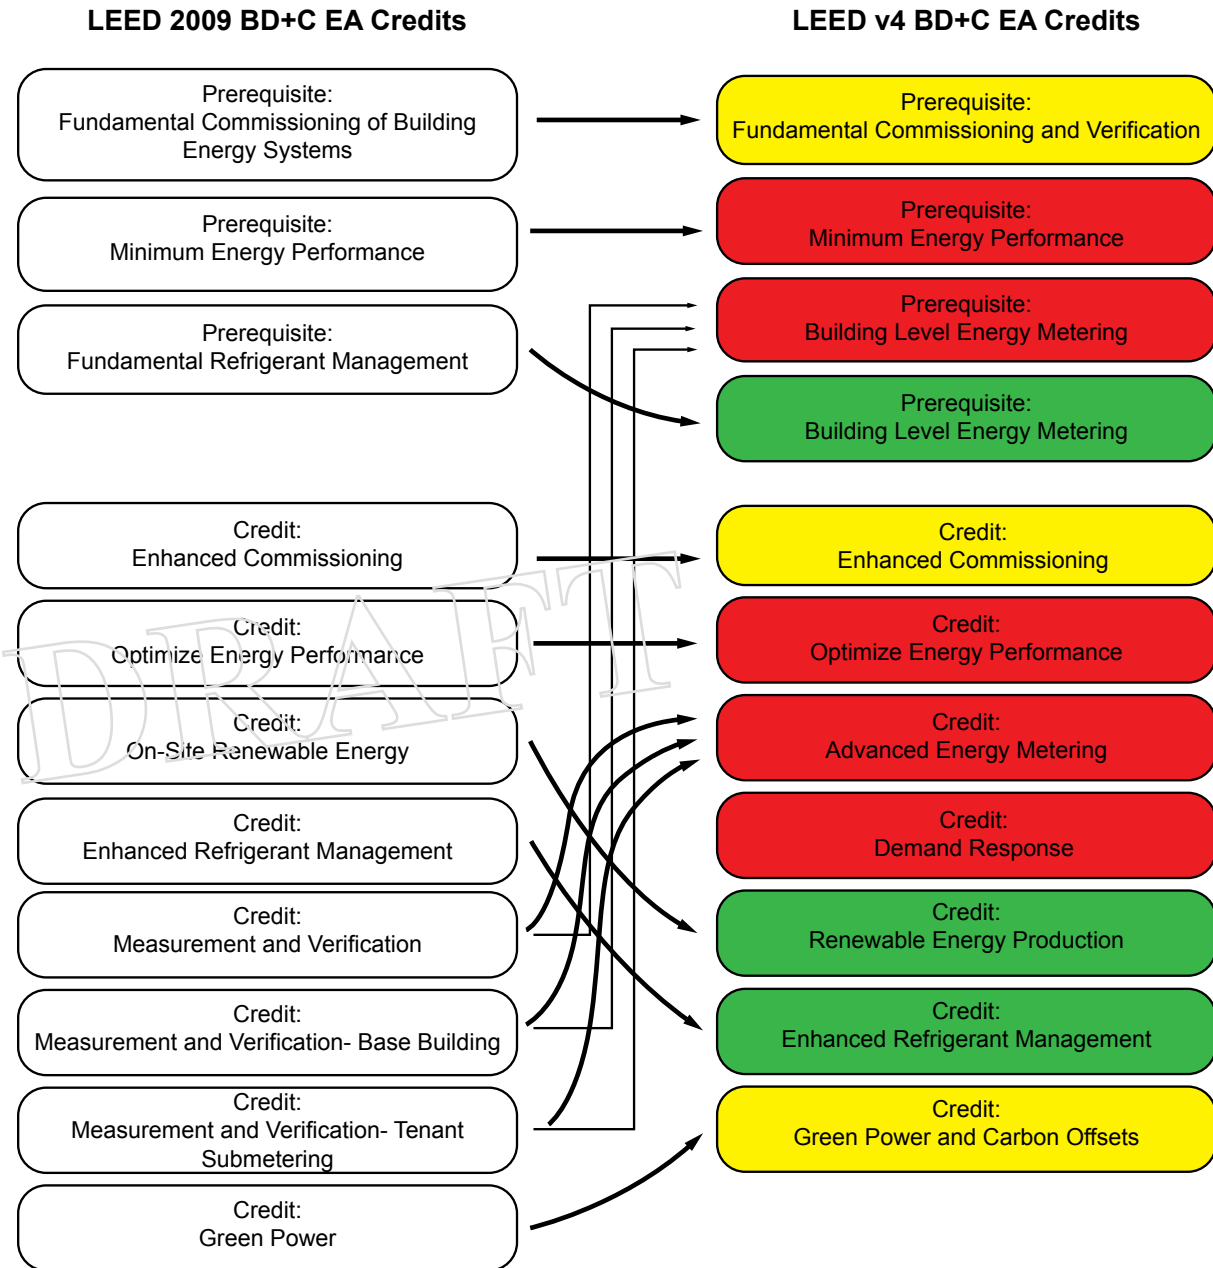 LEED 2009 BD+C EA Credits
Prerequisite:
Fundamental Commissioning of Building
Energy Systems
Prerequisite:
Minimum Energy Performance
Prerequisite:
Fundamental Refrigerant Management
Credit:
Enhanced Commissioning
Credit:
Optimize Energy Performance
Credit:
On-Site Renewable Energy
Credit:
Enhanced Refrigerant Management
Credit:
Measurement and Verification
Credit:
Measurement and Verification- Base Building
Credit:
Measurement and Verification- Tenant
Submetering
Credit:
Green Power
LEED v4 BD+C EA Credits
Prerequisite:
Fundamental Commissioning and Verification
Prerequisite:
Minimum Energy Performance
Prerequisite:
Building Level Energy Metering
Prerequisite:
Building Level Energy Metering
Credit:
Enhanced Commissioning
Credit:
Optimize Energy Performance
Credit:
Advanced Energy Metering
Credit:
Demand Response
Credit:
Renewable Energy Production
Credit:
Enhanced Refrigerant Management
Credit:
Green Power and Carbon Offsets
DRAFT